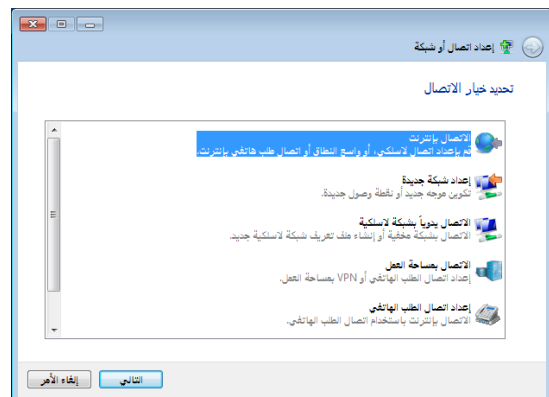 إعداد اتصال أو شبكة
تحديد خيار الاتصال
الاتصال بإنترنت
قم بإعداد اتصال لاسلكي، أو واسع النطاق أو اتصال طلب هاتفي بإنترنت.
إعداد شبكة جديدة
تكوين موجه جديد أو نقطة وصول جديدة.
الاتصال يدوياً بشبكة لاسلكية
الاتصال بشبكة مخفية أو إنشاء ملف تعريف شبكة لاسلكية جديد.
الاتصال بمساحة العمل
إعداد اتصال الطلب الهاتفي أو VPN بمساحة العمل.
إعداد اتصال الطلب الهاتفي
الاتصال بإنترنت باستخدام اتصال الطلب الهاتفي.
التالي
إلغاء الأمر